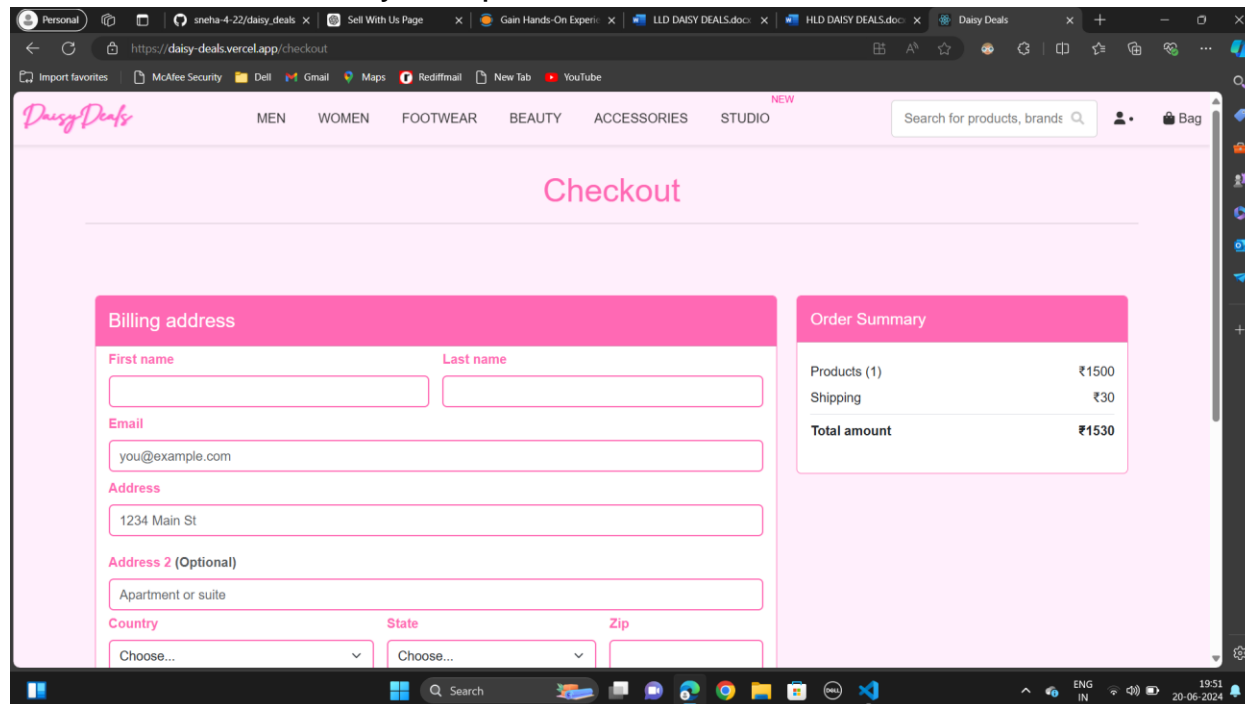 Personal
sneha-4-22/daisy_deals
Sell With Us Page
Gain Hands-On Experie
LLD DAISY DEALS.docx
HLD DAISY DEALS.doc
Daisy Deals
https://daisy-deals.vercel.app/checkout
Import favorites
McAfee Security
Dell
Gmail
Maps
Rediffmail
New Tab
YouTube
Daisy Deals
MEN WOMEN FOOTWEAR BEAUTY ACCESSORIES STUDIO
NEW
Search for products, brands
Bag
Checkout
Billing address
First name Last name
Email
you@example.com
Address
1234 Main St
Address 2 (Optional)
Apartment or suite
Country State Zip
Choose... Choose...
Order Summary
Products (1) ₹1500
Shipping ₹30
Total amount ₹1530
Search
ENG
IN
19:51
20-06-2024